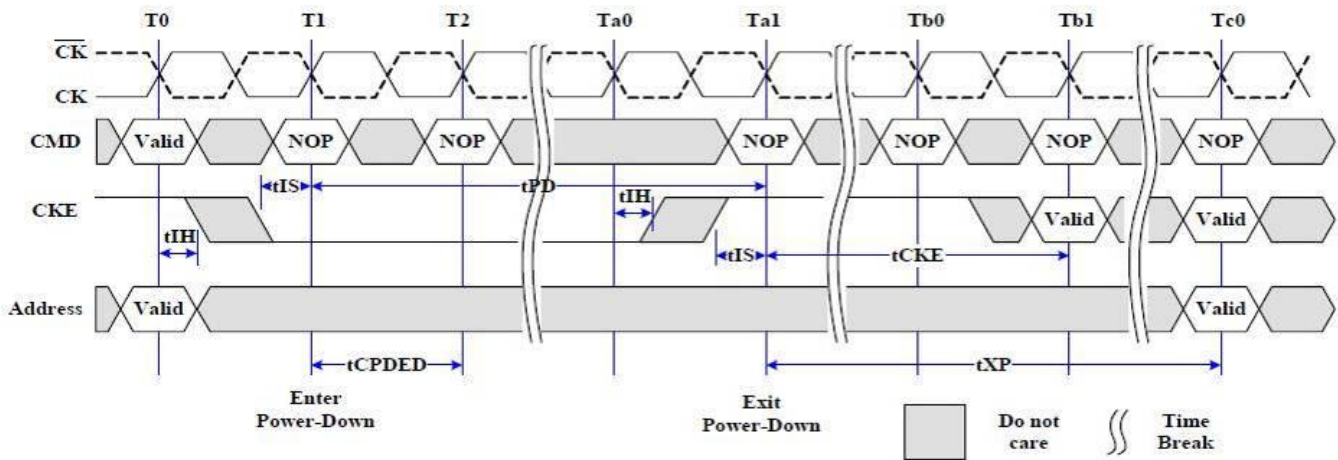 T0 T1 T2 Ta0 Ta1 Tb0 Tb1 Tc0
CK
CK
CMD Valid NOP NOP NOP NOP NOP NOP
tIS tPD
CKE tIH Valid Valid
tIH
tIS tCKE
Address Valid Valid
tCPDED tXP
Enter
Power-Down
Exit
Power-Down
Do not
care
Time
Break